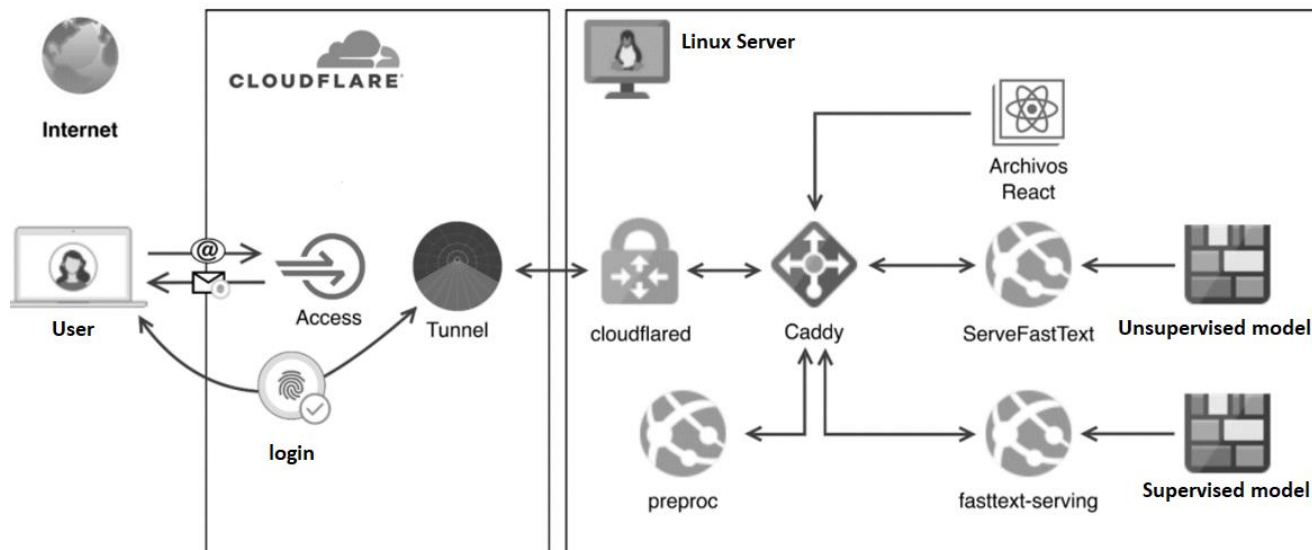 Internet
CLOUDFLARE
Linux Server
Archivos
React
@
User
Access
Tunnel
cloudflared
Caddy
ServeFastText
Unsupervised model
login
preproc
fasttext-serving
Supervised model